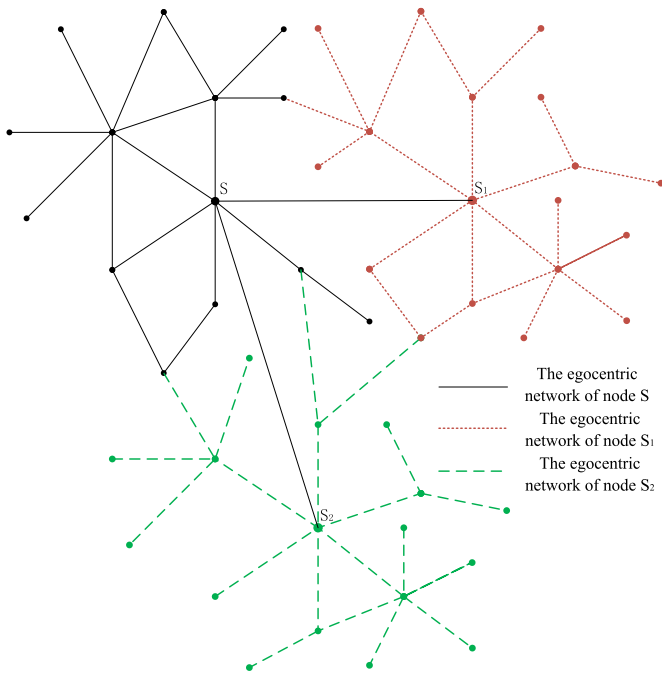 S
S1
The egocentric
network of node S
The egocentric
network of node S1
The egocentric
network of node S2
S2